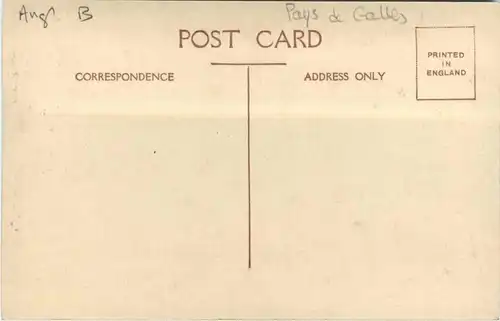 Angl B
Pays de Galles
POST CARD
CORRESPONDENCE
ADDRESS ONLY
PRINTED
IN
ENGLAND